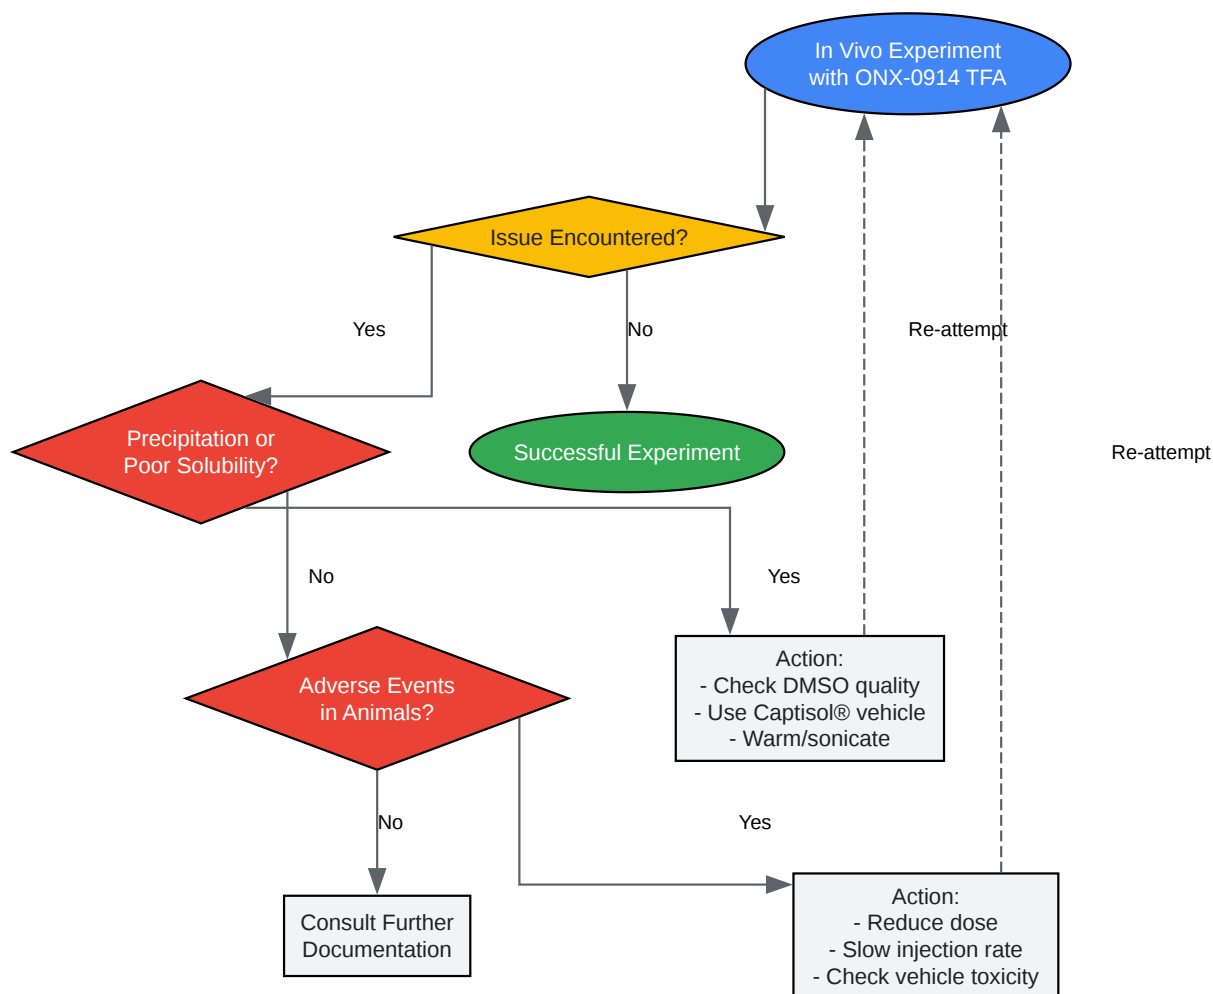 In Vivo Experiment
with ONX-0914 TFA
Issue Encountered?
Yes
No
Re-attempt
Precipitation or
Poor Solubility?
Successful Experiment
Re-attempt
No
Yes
Adverse Events
in Animals?
Action:
- Check DMSO quality
- Use Captisol® vehicle
- Warm/sonicate
No
Yes
Consult Further
Documentation
Action:
- Reduce dose
- Slow injection rate
- Check vehicle toxicity